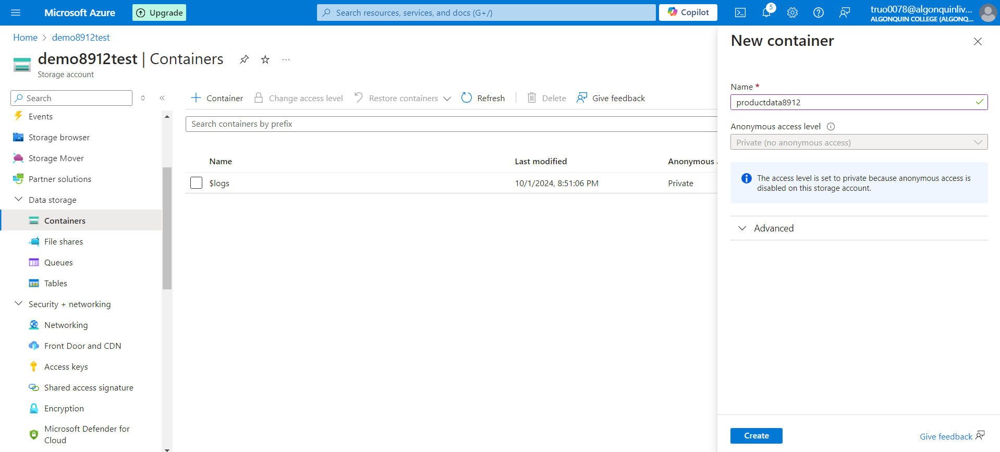 Microsoft Azure
Upgrade
Search resources, services, and docs (G+/)
Copilot
5
truo0078@algonquinliv...
ALGONQUIN COLLEGE (ALGONQ...
Home > demo8912test
demo8912test | Containers
Storage account
Search
Events
Storage browser
Storage Mover
Partner solutions
Data storage
Containers
File shares
Queues
Tables
Security + networking
Networking
Front Door and CDN
Access keys
Shared access signature
Encryption
Microsoft Defender for
Cloud
Container
Change access level
Restore containers
Refresh
Delete
Give feedback
Search containers by prefix
Name Last modified Anonymous
$logs 10/1/2024, 8:51:06 PM Private
New container
Name *
productdata8912
Anonymous access level
Private (no anonymous access)
The access level is set to private because anonymous access is
disabled on this storage account.
Advanced
Create
Give feedback